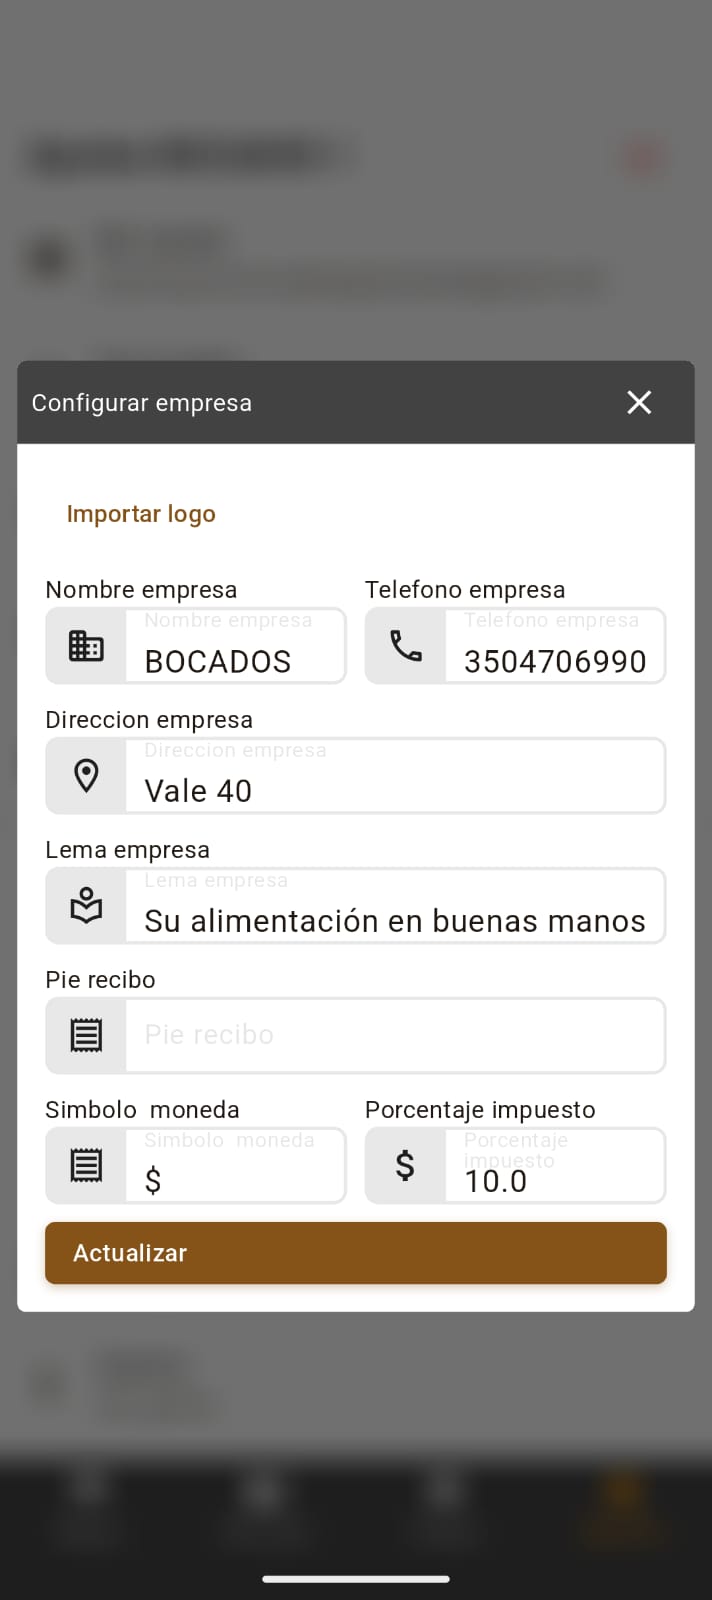 Configurar empresa
Importar logo
Nombre empresa
Telefono empresa
Nombre empresa
BOCADOS
Telefono empresa
3504706990
Direccion empresa
Direccion empresa
Vale 40
Lema empresa
Lema empresa
Su alimentación en buenas manos
Pie recibo
Pie recibo
Simbolo  moneda
Porcentaje impuesto
Simbolo  moneda
$
Porcentaje
impuesto
$
10.0
Actualizar